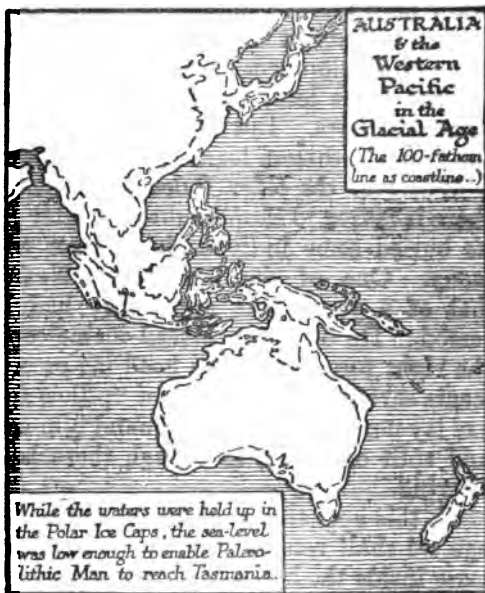 AUSTRALIA
& the
Western
Pacific
in the
Glacial Age
(The 100-fathom
line as coastline..)
While the waters were held up in
the Polar Ice Caps, the sea-level
was low enough to enable Palæo-
lithic Man to reach Tasmania..